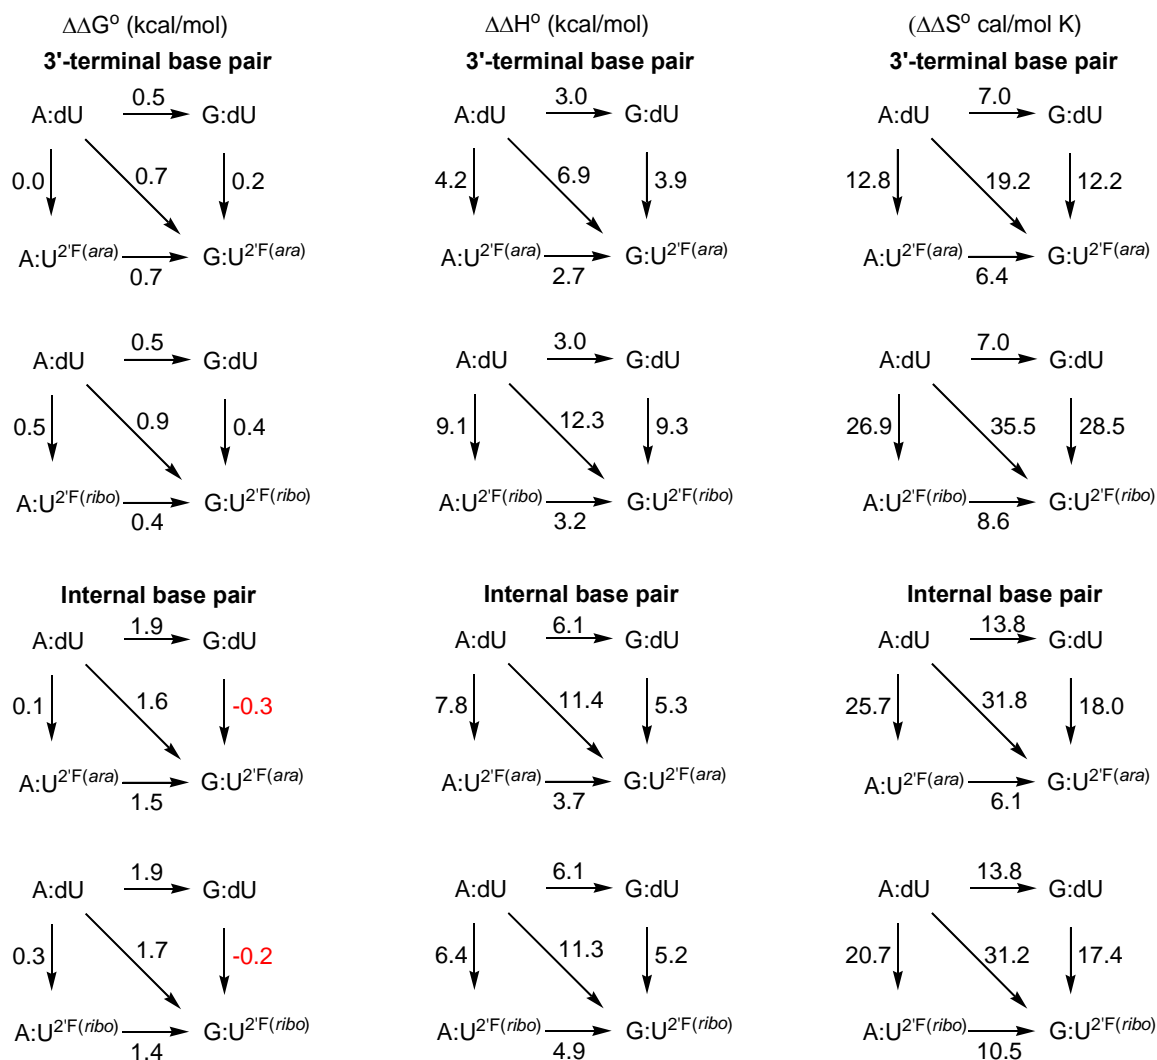 ΔΔGº (kcal/mol) ΔΔHº (kcal/mol) (ΔΔSº cal/mol K)
3'-terminal base pair 3'-terminal base pair 3'-terminal base pair
0.5 3.0 7.0
A:dU G:dU A:dU G:dU A:dU G:dU
0.0 0.7 0.2 4.2 6.9 3.9 12.8 19.2 12.2
A:U2'F(ara) G:U2'F(ara) A:U2'F(ara) G:U2'F(ara) A:U2'F(ara) G:U2'F(ara)
0.7 2.7 6.4
0.5 3.0 7.0
A:dU G:dU A:dU G:dU A:dU G:dU
0.5 0.9 0.4 9.1 12.3 9.3 26.9 35.5 28.5
A:U2'F(ribo) G:U2'F(ribo) A:U2'F(ribo) G:U2'F(ribo) A:U2'F(ribo) G:U2'F(ribo)
0.4 3.2 8.6
Internal base pair Internal base pair Internal base pair
1.9 6.1 13.8
A:dU G:dU A:dU G:dU A:dU G:dU
0.1 1.6 -0.3 7.8 11.4 5.3 25.7 31.8 18.0
A:U2'F(ara) G:U2'F(ara) A:U2'F(ara) G:U2'F(ara) A:U2'F(ara) G:U2'F(ara)
1.5 3.7 6.1
1.9 6.1 13.8
A:dU G:dU A:dU G:dU A:dU G:dU
0.3 1.7 -0.2 6.4 11.3 5.2 20.7 31.2 17.4
A:U2'F(ribo) G:U2'F(ribo) A:U2'F(ribo) G:U2'F(ribo) A:U2'F(ribo) G:U2'F(ribo)
1.4 4.9 10.5